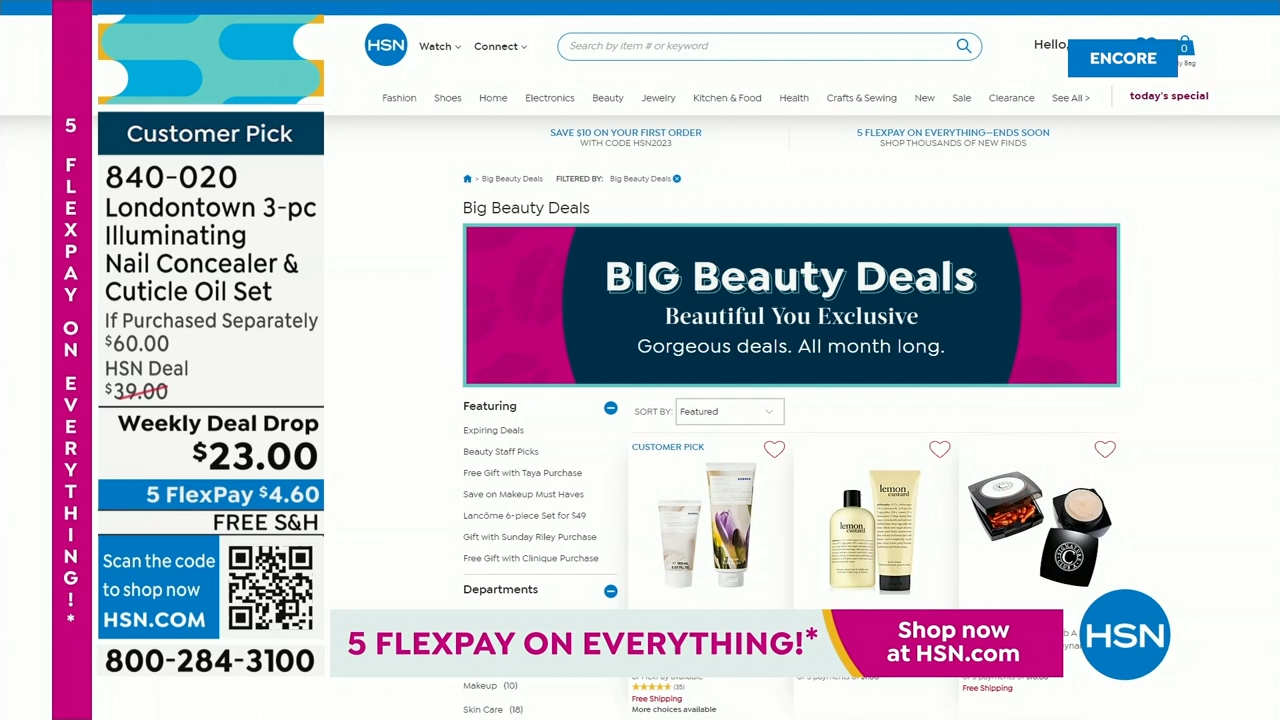 5 FLEXPAY ON EVERYTHING!*
Customer Pick
840-020
Londontown 3-pc
Illuminating
Nail Concealer &
Cuticle Oil Set
If Purchased Separately
$60.00
HSN Deal
$39.00
Weekly Deal Drop
$23.00
5 FlexPay $4.60
FREE S&H
Scan the code
to shop now
HSN.COM
800-284-3100
HSN
Watch
Connect
Search by item # or keyword
Hello,
0
ENCORE
Fashion Shoes Home Electronics Beauty Jewelry Kitchen & Food Health Crafts & Sewing New Sale Clearance See All > today's special
SAVE $10 ON YOUR FIRST ORDER
WITH CODE HSN2023
5 FLEXPAY ON EVERYTHING—ENDS SOON
SHOP THOUSANDS OF NEW FINDS
> Big Beauty Deals FILTERED BY: Big Beauty Deals
Big Beauty Deals
BIG Beauty Deals
Beautiful You Exclusive
Gorgeous deals. All month long.
Featuring
Expiring Deals
Beauty Staff Picks
Free Gift with Taya Purchase
Save on Makeup Must Haves
Lancôme 6-piece Set for $49
Gift with Sunday Riley Purchase
Free Gift with Clinique Purchase
Departments
Makeup (10)
Skin Care (18)
SORT BY: Featured
CUSTOMER PICK
KORRES
lemon custard
lemon custard
(35)
Free Shipping
More choices available
Free Shipping
5 FLEXPAY ON EVERYTHING!*
Shop now
at HSN.com
HSN